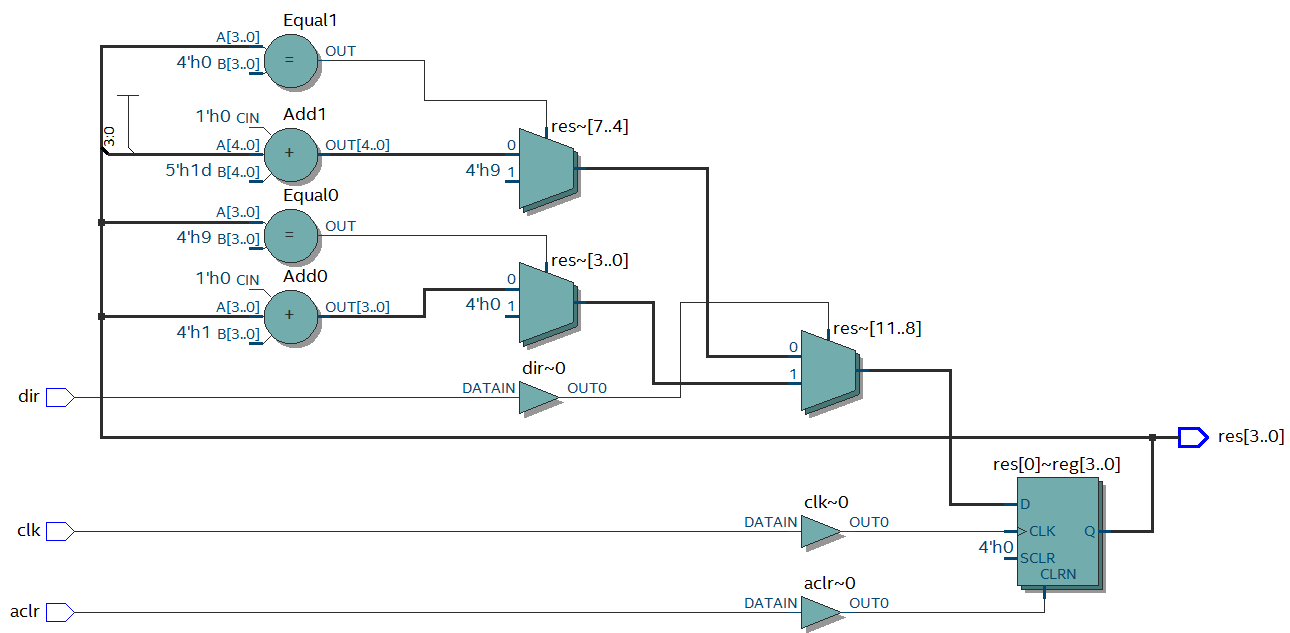 Equal1
A[3..0]
OUT
4'h0 B[3..0]
=
Add1
1'h0 CIN
3:0
A[4..0]
OUT[4..0]
+
5'h1d B[4..0]
res~[7..4]
0
4'h9 1
Equal0
A[3..0]
OUT
4'h9 B[3..0]
=
Add0
1'h0 CIN
A[3..0]
OUT[3..0]
+
4'h1 B[3..0]
res~[3..0]
0
4'h0 1
res~[11..8]
0
1
dir
DATAIN
dir~0
OUT0
res[3..0]
res[0]~reg[3..0]
D
CLK
Q
4'h0
SCLR
CLRN
clk
DATAIN
clk~0
OUT0
aclr
DATAIN
aclr~0
OUT0